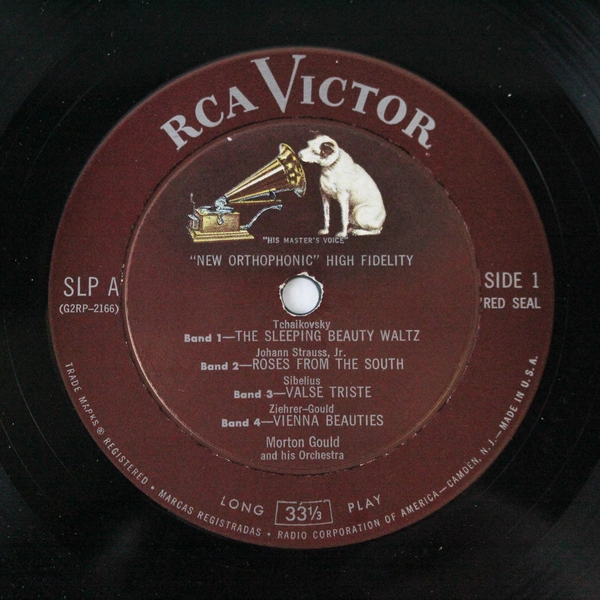 RCA VICTOR
"HIS MASTER'S VOICE"
"NEW ORTHOPHONIC" HIGH FIDELITY
SLP A
(G2RP-2166)
SIDE 1
'RED SEAL
Tchaikovsky
Band 1—THE SLEEPING BEAUTY WALTZ
Johann Strauss, Jr.
Band 2—ROSES FROM THE SOUTH
Sibelius
Band 3—VALSE TRISTE
Ziehrer-Gould
Band 4—VIENNA BEAUTIES
Morton Gould
and his Orchestra
LONG 33⅓ PLAY
TRADE MARKS ® REGISTERED • MARCAS REGISTRADAS • RADIO CORPORATION OF AMERICA—CAMDEN, N. J.—MADE IN U.S.A.